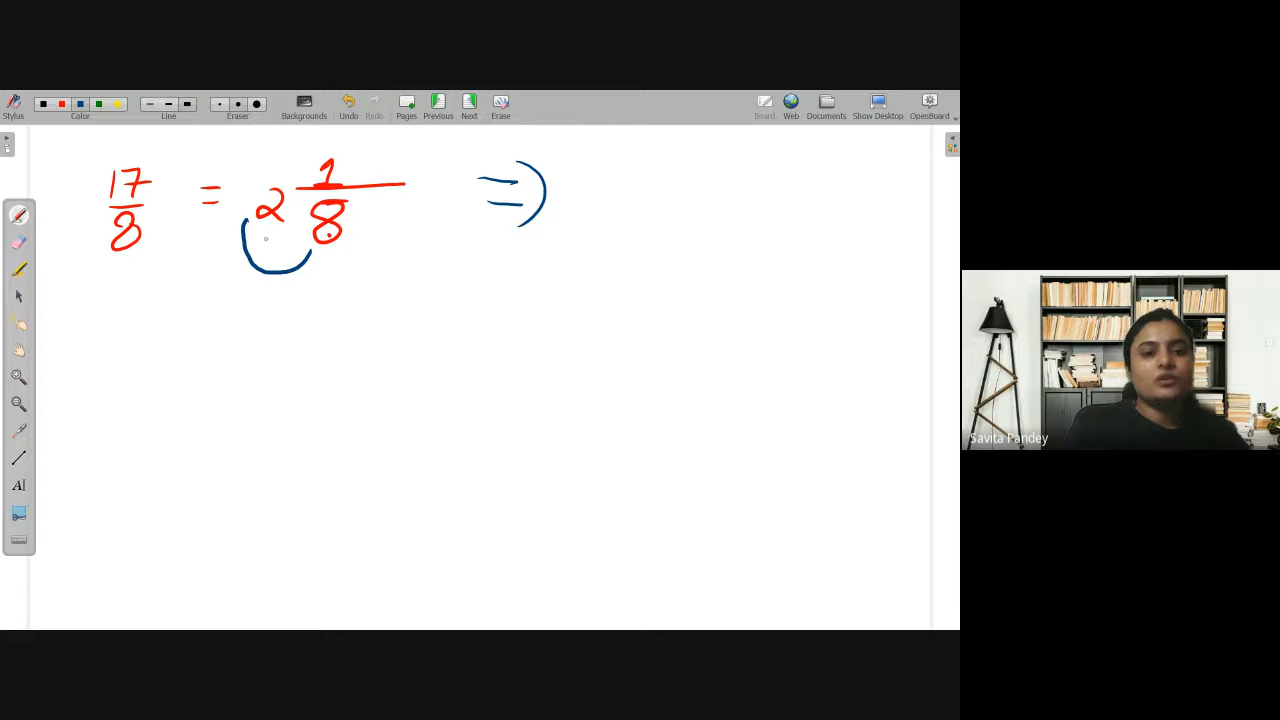 Stylus Color Line Eraser Backgrounds Undo Redo Pages Previous Next Erase Board Web Documents Show Desktop OpenBoard
17/8 = 2 1/8 ⇒
AI
Savita Pandey